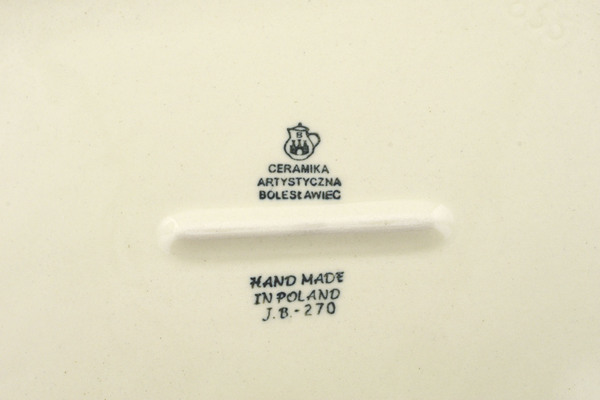 B
CERAMIKA
ARTYSTYCZNA
BOLESŁAWIEC
HAND MADE
IN POLAND
J.B.-270